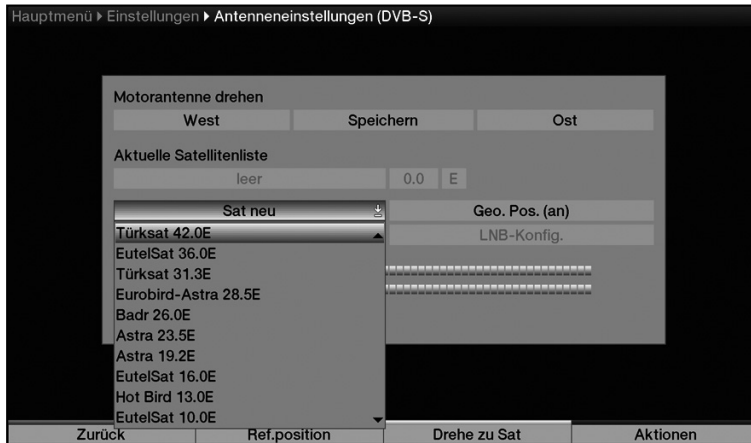 Hauptmenü Einstellungen Antenneneinstellungen (DVB-S)
Motorantenne drehen
West Speichern Ost
Aktuelle Satellitenliste
leer 0.0 E
Sat neu Geo. Pos. (an)
Türksat 42.0E LNB-Konfig.
EutelSat 36.0E
Türksat 31.3E
Eurobird-Astra 28.5E
Badr 26.0E
Astra 23.5E
Astra 19.2E
EutelSat 16.0E
Hot Bird 13.0E
EutelSat 10.0E
Zurück Ref.position Drehe zu Sat Aktionen